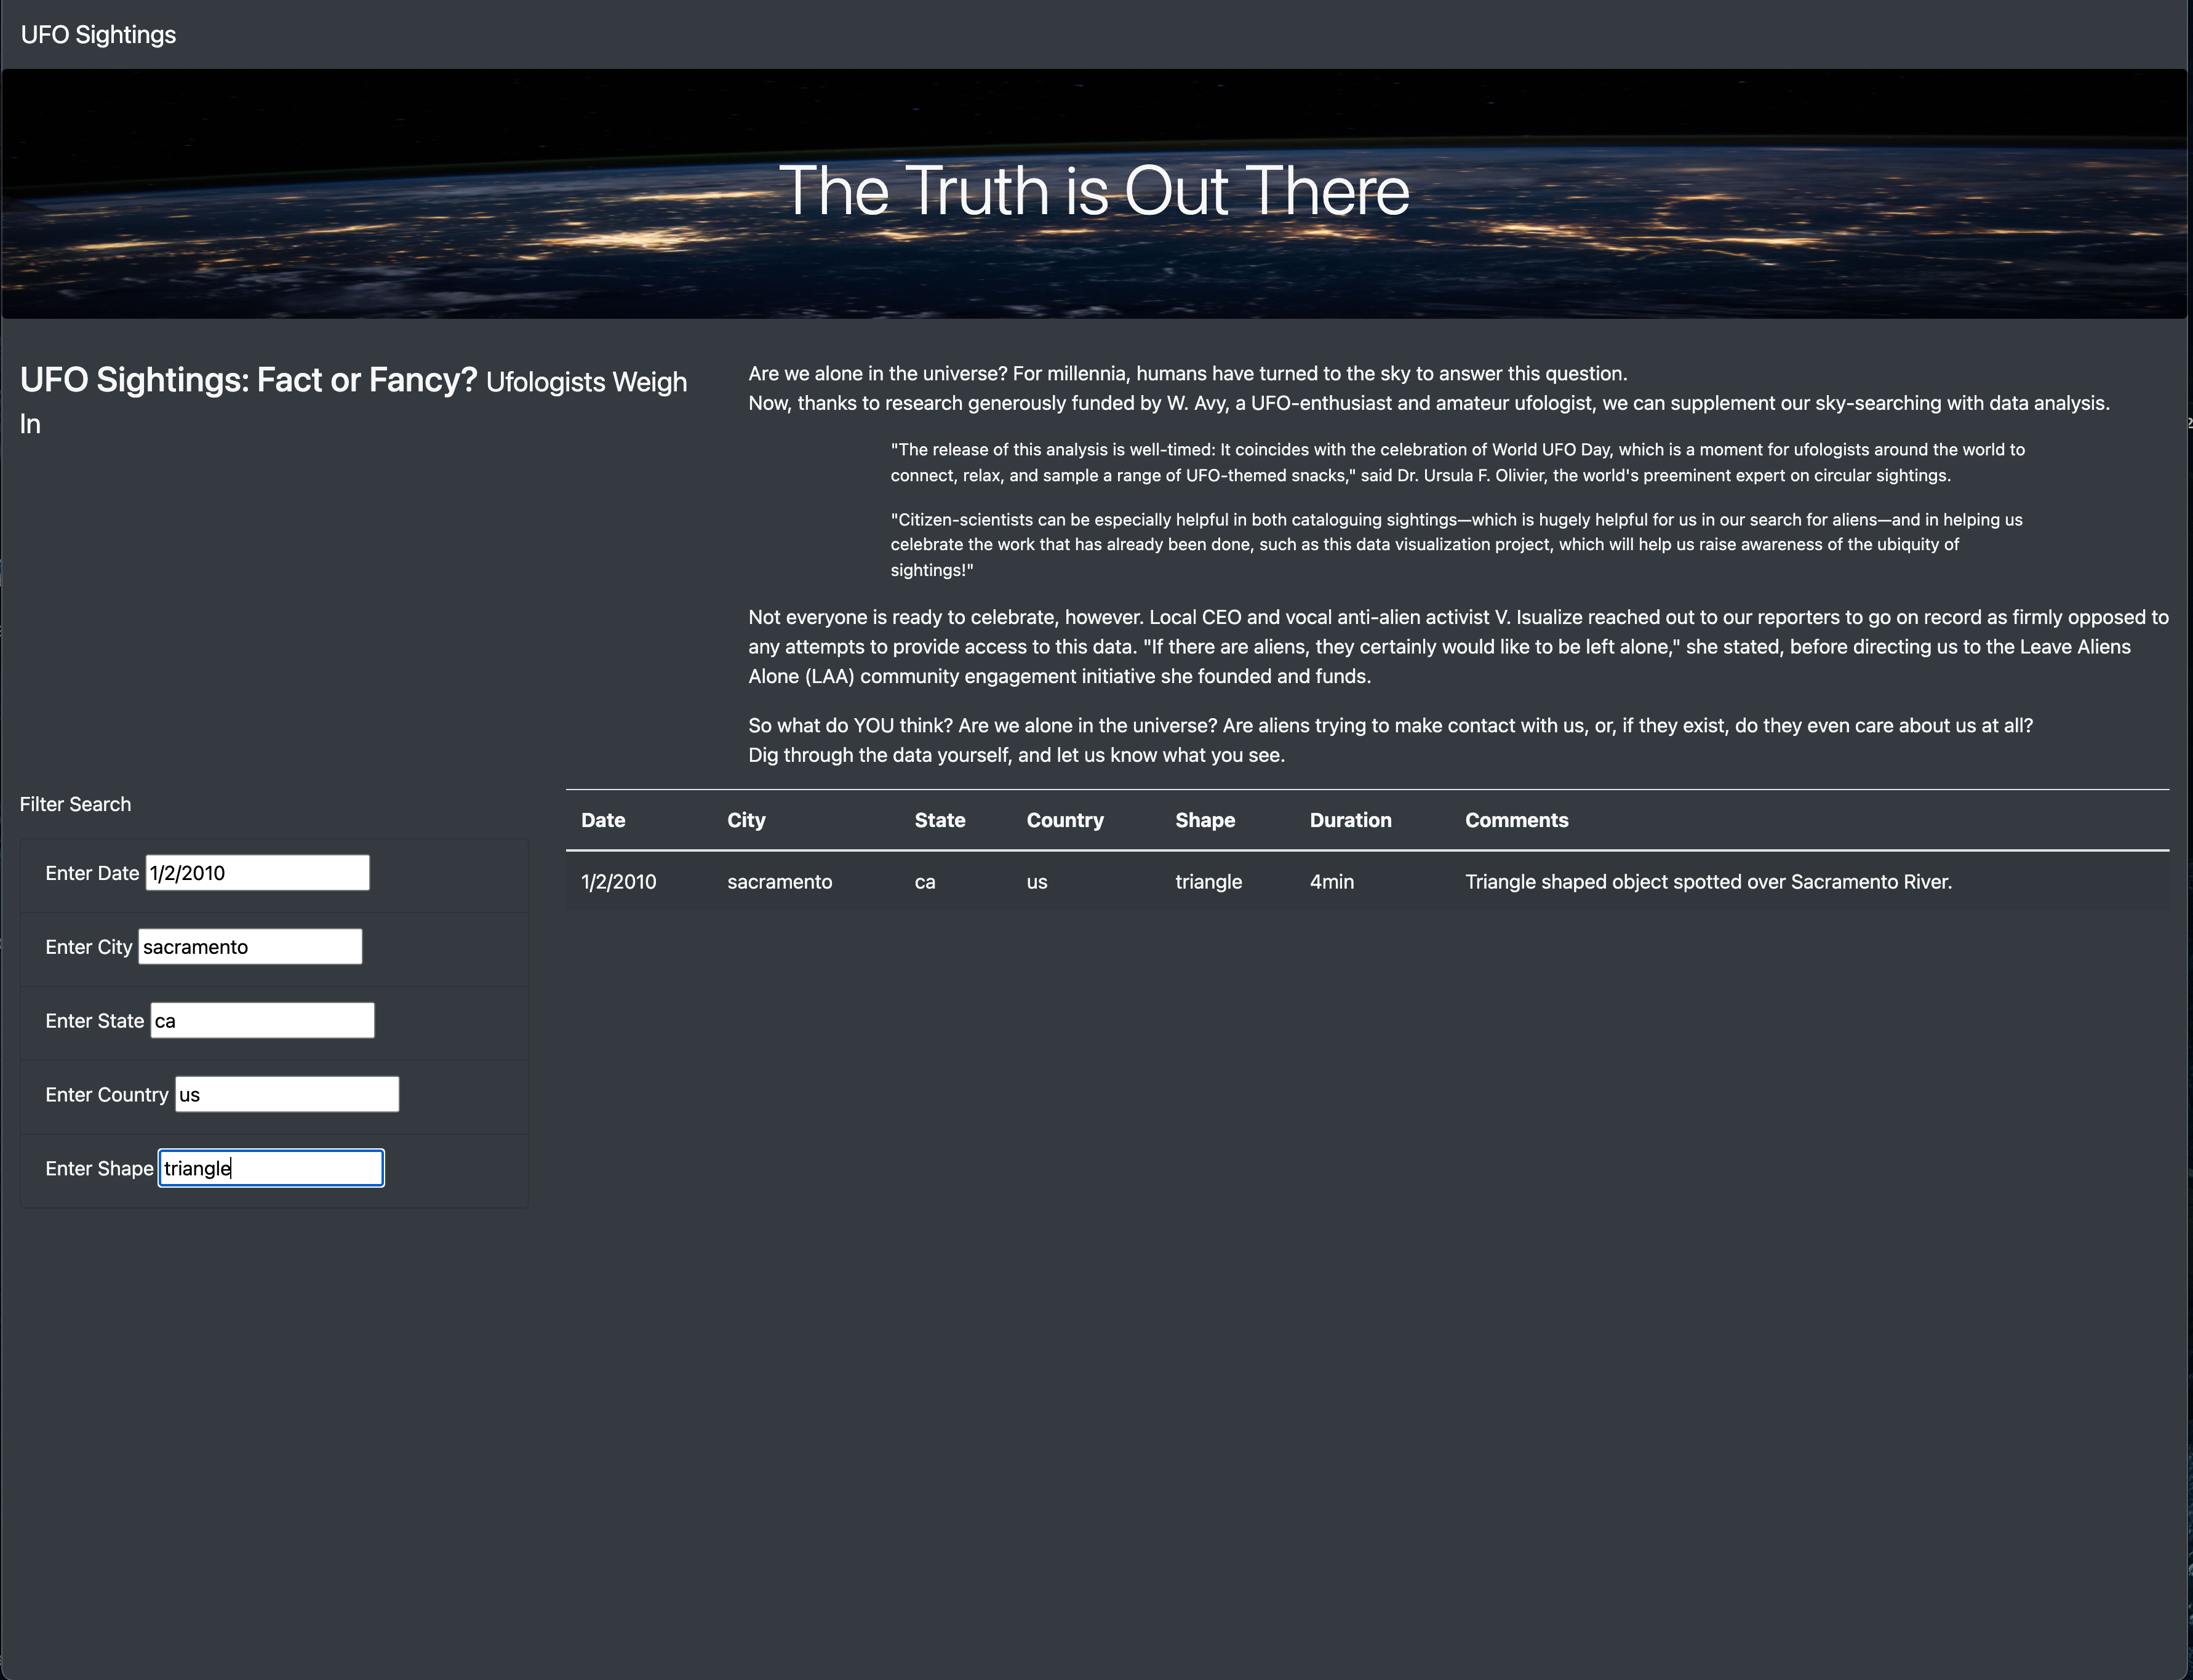 UFO Sightings
The Truth is Out There
UFO Sightings: Fact or Fancy? Ufologists Weigh
In
Are we alone in the universe? For millennia, humans have turned to the sky to answer this question.
Now, thanks to research generously funded by W. Avy, a UFO-enthusiast and amateur ufologist, we can supplement our sky-searching with data analysis.
"The release of this analysis is well-timed: It coincides with the celebration of World UFO Day, which is a moment for ufologists around the world to
connect, relax, and sample a range of UFO-themed snacks," said Dr. Ursula F. Olivier, the world's preeminent expert on circular sightings.
"Citizen-scientists can be especially helpful in both cataloguing sightings—which is hugely helpful for us in our search for aliens—and in helping us
celebrate the work that has already been done, such as this data visualization project, which will help us raise awareness of the ubiquity of
sightings!"
Not everyone is ready to celebrate, however. Local CEO and vocal anti-alien activist V. Isualize reached out to our reporters to go on record as firmly opposed to
any attempts to provide access to this data. "If there are aliens, they certainly would like to be left alone," she stated, before directing us to the Leave Aliens
Alone (LAA) community engagement initiative she founded and funds.
So what do YOU think? Are we alone in the universe? Are aliens trying to make contact with us, or, if they exist, do they even care about us at all?
Dig through the data yourself, and let us know what you see.
Filter Search
Enter Date 1/2/2010
Enter City sacramento
Enter State ca
Enter Country us
Enter Shape triangle
Date City State Country Shape Duration Comments
1/2/2010 sacramento ca us triangle 4min Triangle shaped object spotted over Sacramento River.